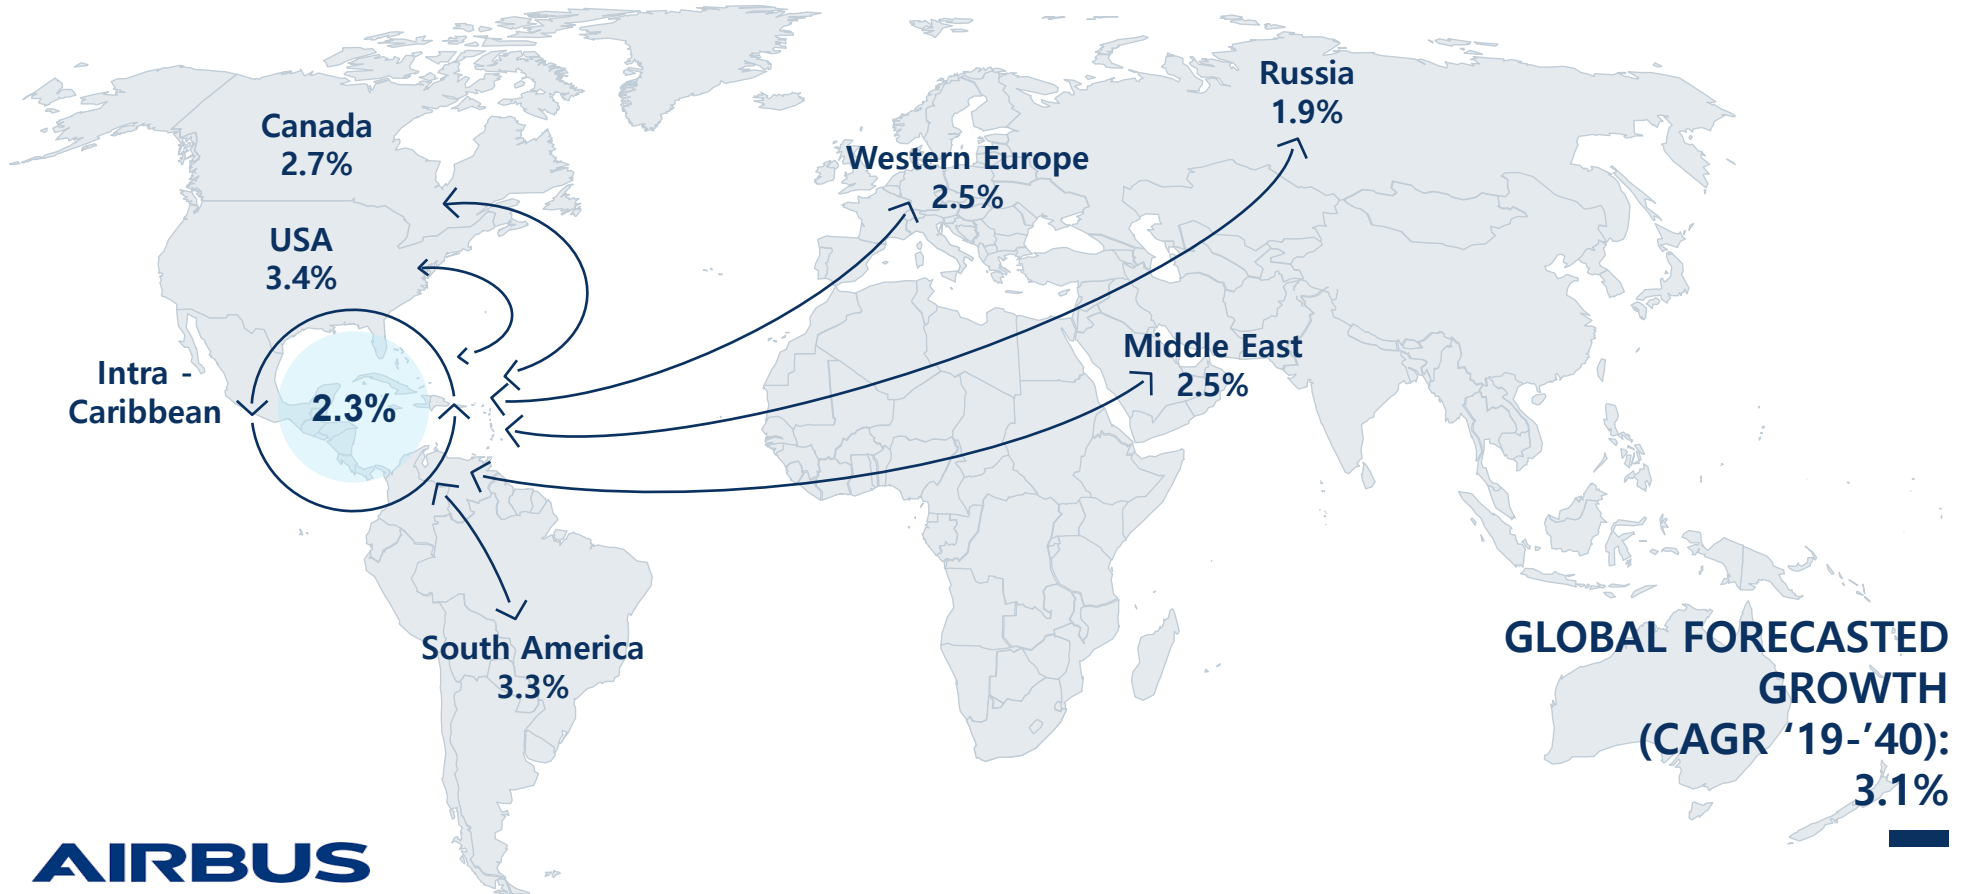 Russia
1.9%
Canada
2.7%
Western Europe
2.5%
USA
3.4%
Middle East
2.5%
Intra -
Caribbean
2.3%
South America
3.3%
GLOBAL FORECASTED
GROWTH
(CAGR ‘19-’40):
3.1%
AIRBUS